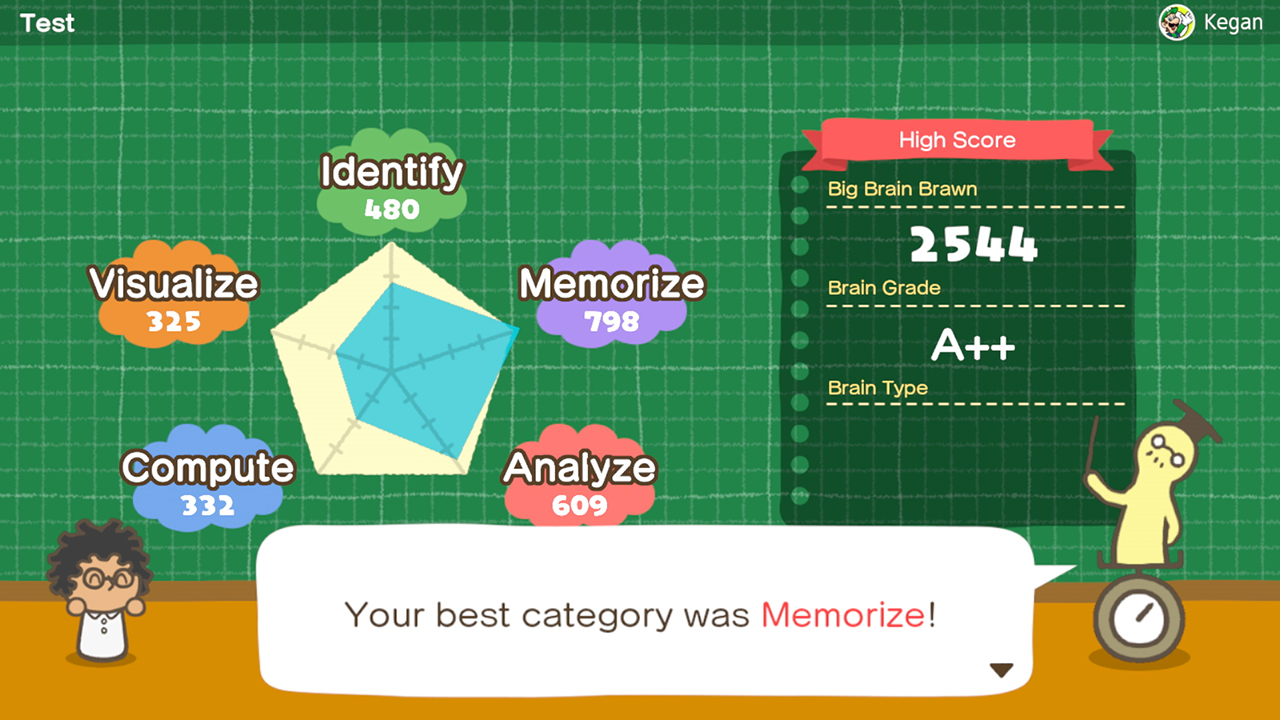 Test
Kegan
Identify
480
Visualize
325
Memorize
798
Compute
332
Analyze
609
High Score
Big Brain Brawn
2544
Brain Grade
A++
Brain Type
Your best category was Memorize!